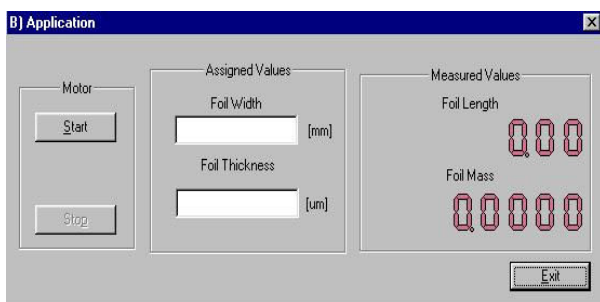 B) Application
Motor
Start
Stop
Assigned Values
Foil Width
[mm]
Foil Thickness
[um]
Measured Values
Foil Length
0.00
Foil Mass
0.0000
Exit